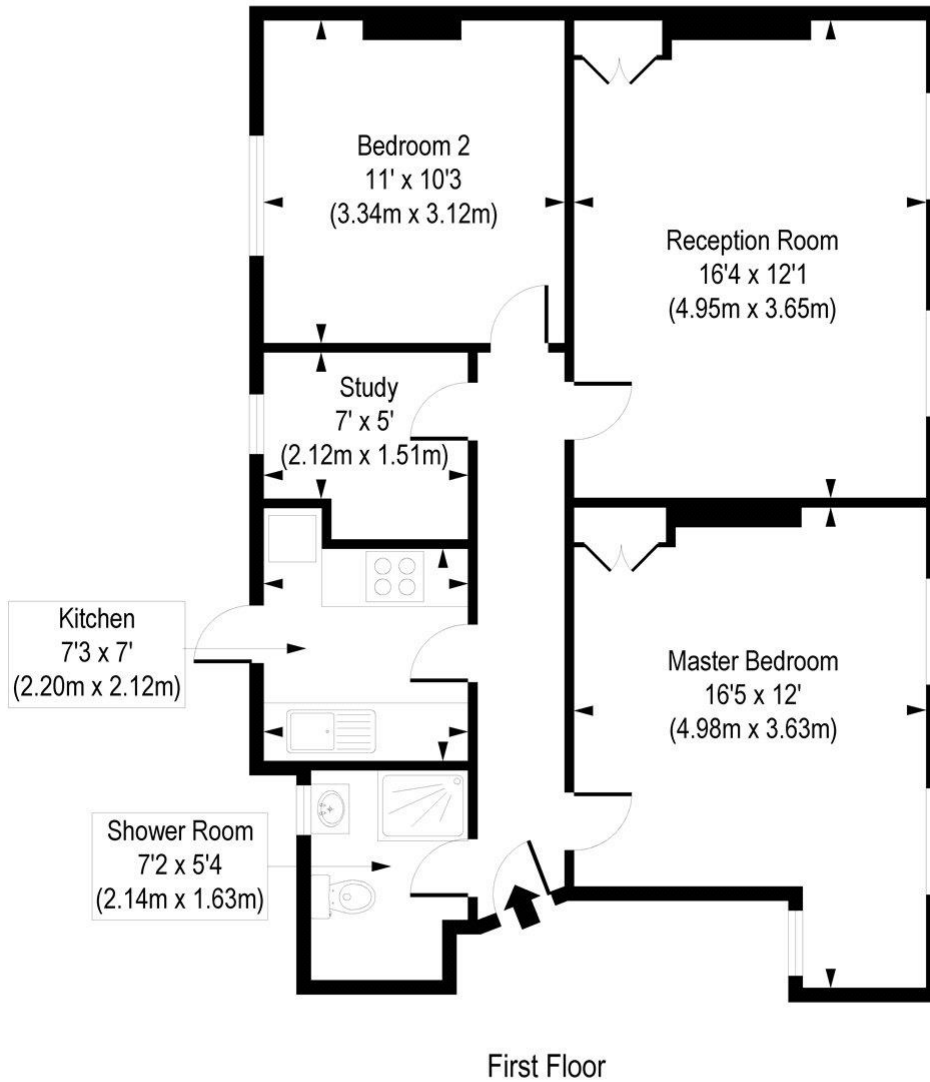 Bedroom 2
11' x 10'3
(3.34m x 3.12m)
Reception Room
16'4 x 12'1
(4.95m x 3.65m)
Study
7' x 5'
(2.12m x 1.51m)
Kitchen
7'3 x 7'
(2.20m x 2.12m)
Master Bedroom
16'5 x 12'
(4.98m x 3.63m)
Shower Room
7'2 x 5'4
(2.14m x 1.63m)
First Floor